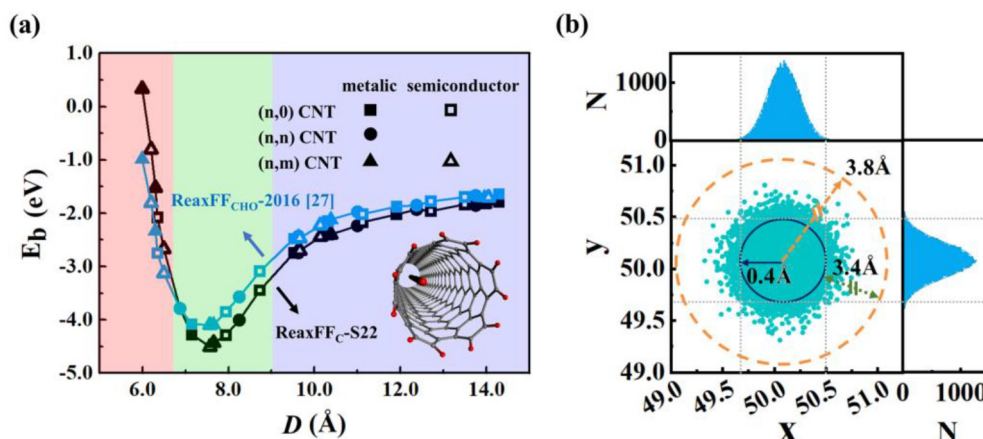 (a)
1.0
0.0
-1.0
-2.0
-3.0
-4.0
-5.0
E_b (eV)
metalic semiconductor
(n,0) CNT
(n,n) CNT
(n,m) CNT
ReaxFF_CHO-2016 [27]
ReaxFF_C-S22
6.0 8.0 10.0 12.0 14.0
D (Å)
(b)
N
1000
0
51.0
50.5
50.0
49.5
49.0
y
3.8Å
0.4Å
3.4Å
49.0 49.5 50.0 50.5 51.0
X
0 1000
N